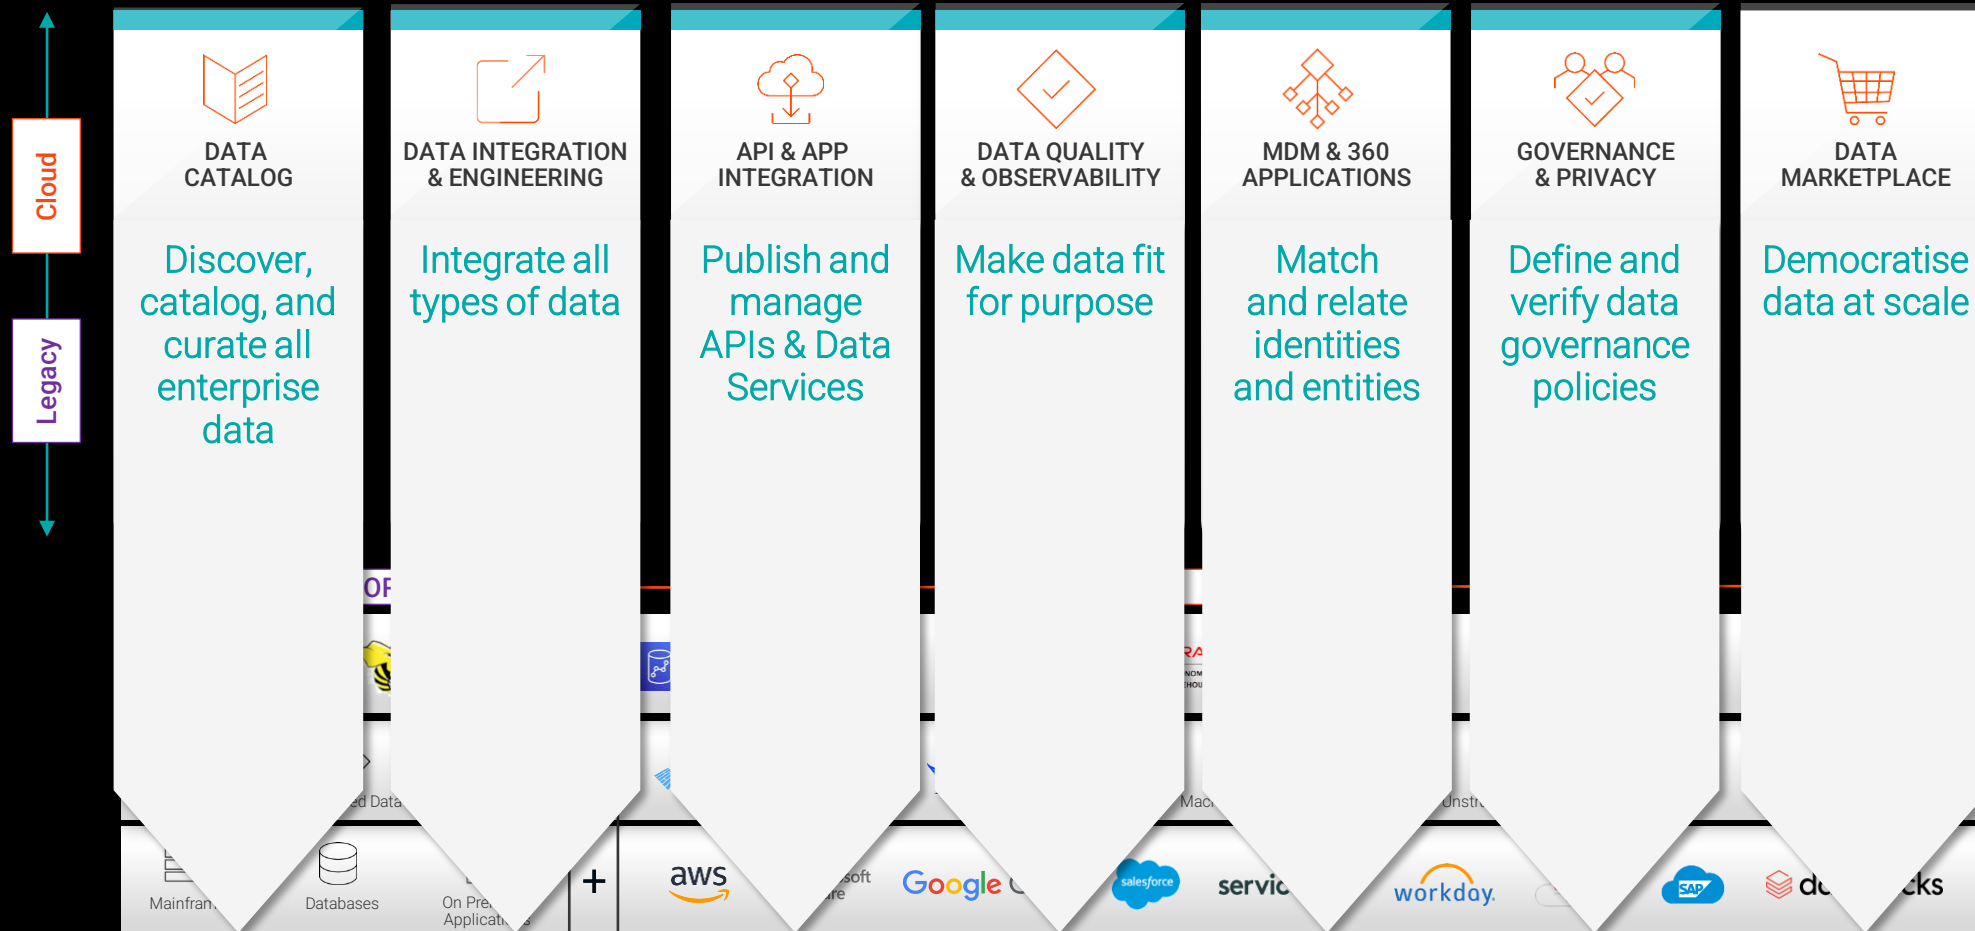 Cloud
Legacy
DATA
CATALOG
Discover,
catalog, and
curate all
enterprise
data
DATA INTEGRATION
& ENGINEERING
Integrate all
types of data
API & APP
INTEGRATION
Publish and
manage
APIs & Data
Services
DATA QUALITY
& OBSERVABILITY
Make data fit
for purpose
MDM & 360
APPLICATIONS
Match
and relate
identities
and entities
GOVERNANCE
& PRIVACY
Define and
verify data
governance
policies
DATA
MARKETPLACE
Democratise
data at scale
Data
Databases
On
+
aws
Google
salesforce
workday.
SAP